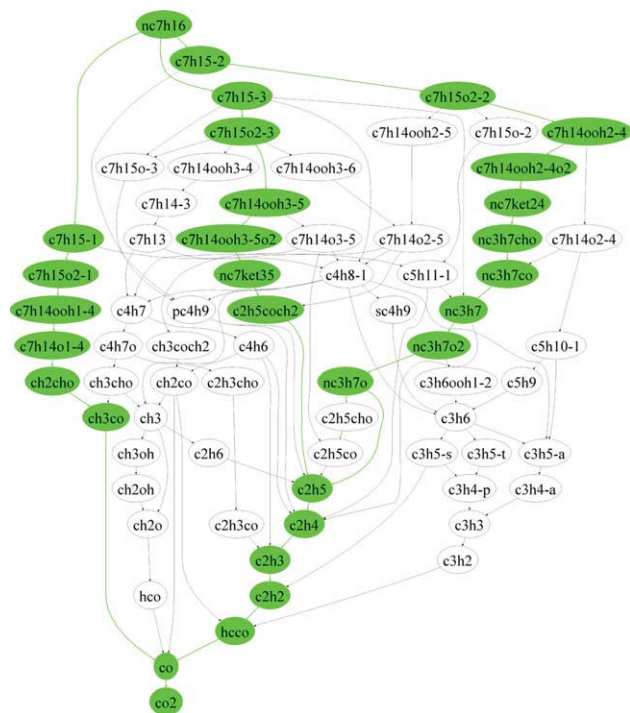 nc7h16
c7h15-2
c7h15-3 c7h15o2-2
c7h15o2-3 c7h14ooh2-5 c7h15o-2 c7h14ooh2-4
c7h15o-3 c7h14ooh3-4 c7h14ooh3-6 c7h14ooh2-4o2
c7h14-3 c7h14ooh3-5 nc7ket24
c7h15-1 c7h13 c7h14ooh3-5o2 c7h14o3-5 c7h14o2-5 nc3h7cho c7h14o2-4
c7h15o2-1 nc7ket35 c4h8-1 c5h11-1 nc3h7co
c7h14ooh1-4 c4h7 pc4h9 c2h5coch2 sc4h9 nc3h7
c7h14o1-4 c4h7o ch3coch2 c4h6 nc3h7o2 c5h10-1
ch2cho ch3cho ch2co c2h3cho nc3h7o c3h6ooh1-2 c5h9
ch3co ch3 c2h5cho c3h6
ch3oh c2h6 c2h5co c3h5-s c3h5-t c3h5-a
ch2oh c2h5 c3h4-p c3h4-a
ch2o c2h3co c2h4 c3h3
c2h3 c3h2
hco c2h2
hcco
co
co2